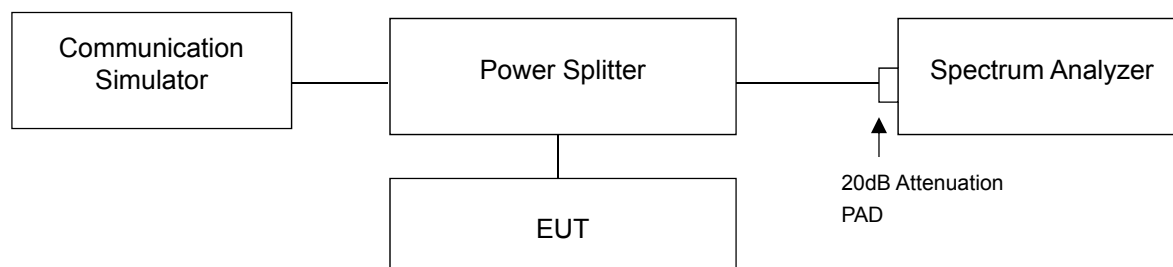 Communication
Simulator
Power Splitter
Spectrum Analyzer
20dB Attenuation
PAD
EUT